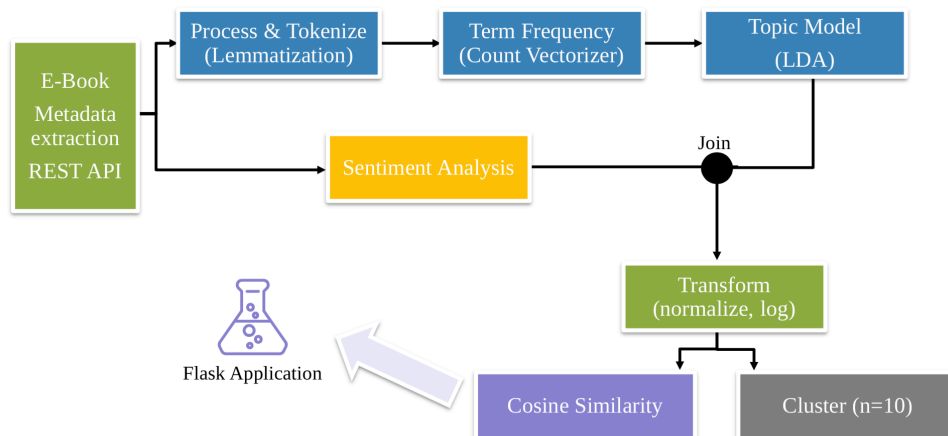 Process & Tokenize
(Lemmatization)
Term Frequency
(Count Vectorizer)
Topic Model
(LDA)
E-Book
Metadata
extraction
REST API
Sentiment Analysis
Join
Transform
(normalize, log)
Flask Application
Cosine Similarity
Cluster (n=10)